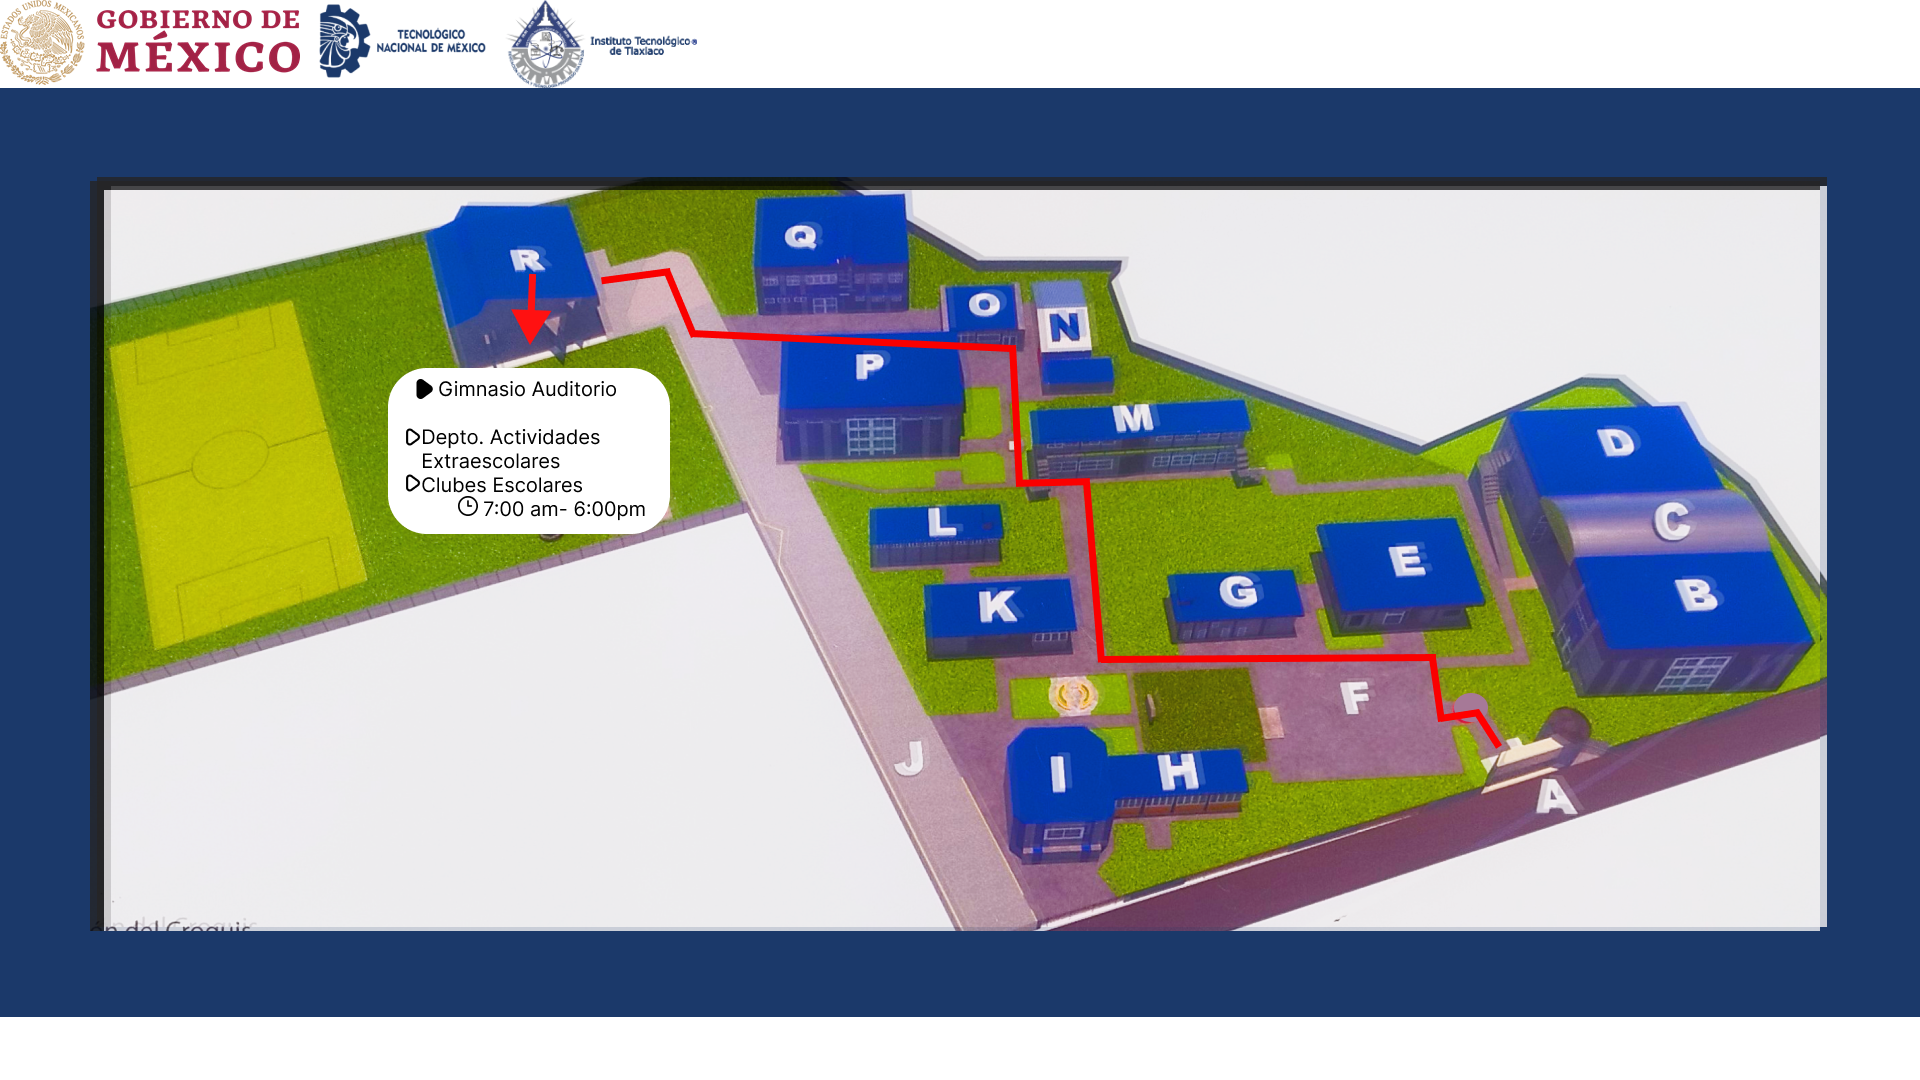 GOBIERNO DE
MÉXICO
TECNOLÓGICO
NACIONAL DE MÉXICO
Instituto Tecnológico®
de Tlaxiaco
R
Q
O
N
P
M
D
C
B
L
E
K
G
F
J
I
H
A
Gimnasio Auditorio
Depto. Actividades
Extraescolares
Clubes Escolares
7:00 am- 6:00pm
del Croquis